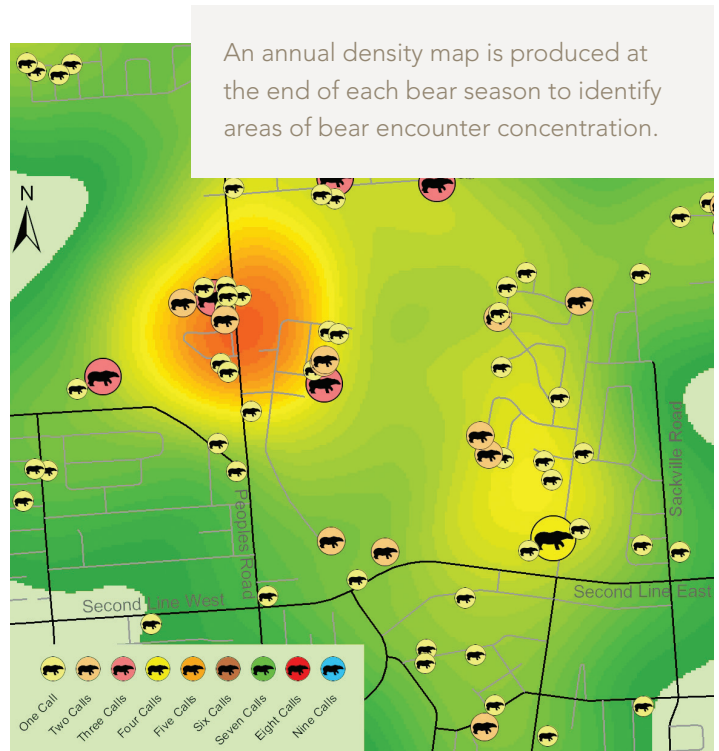 An annual density map is produced at
the end of each bear season to identify
areas of bear encounter concentration.
N
Sackville Road
Peoples Road
Second Line West
Second Line East
One Call
Two Calls
Three Calls
Four Calls
Five Calls
Six Calls
Seven Calls
Eight Calls
Nine Calls